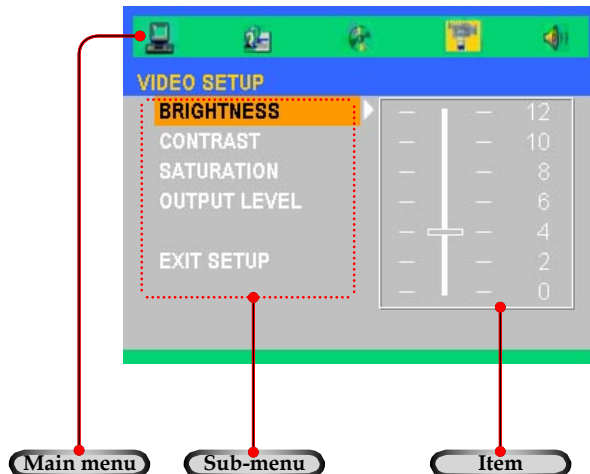 VIDEO SETUP
BRIGHTNESS
CONTRAST
SATURATION
OUTPUT LEVEL
EXIT SETUP
12
10
8
6
4
2
0
Main menu
Sub-menu
Item